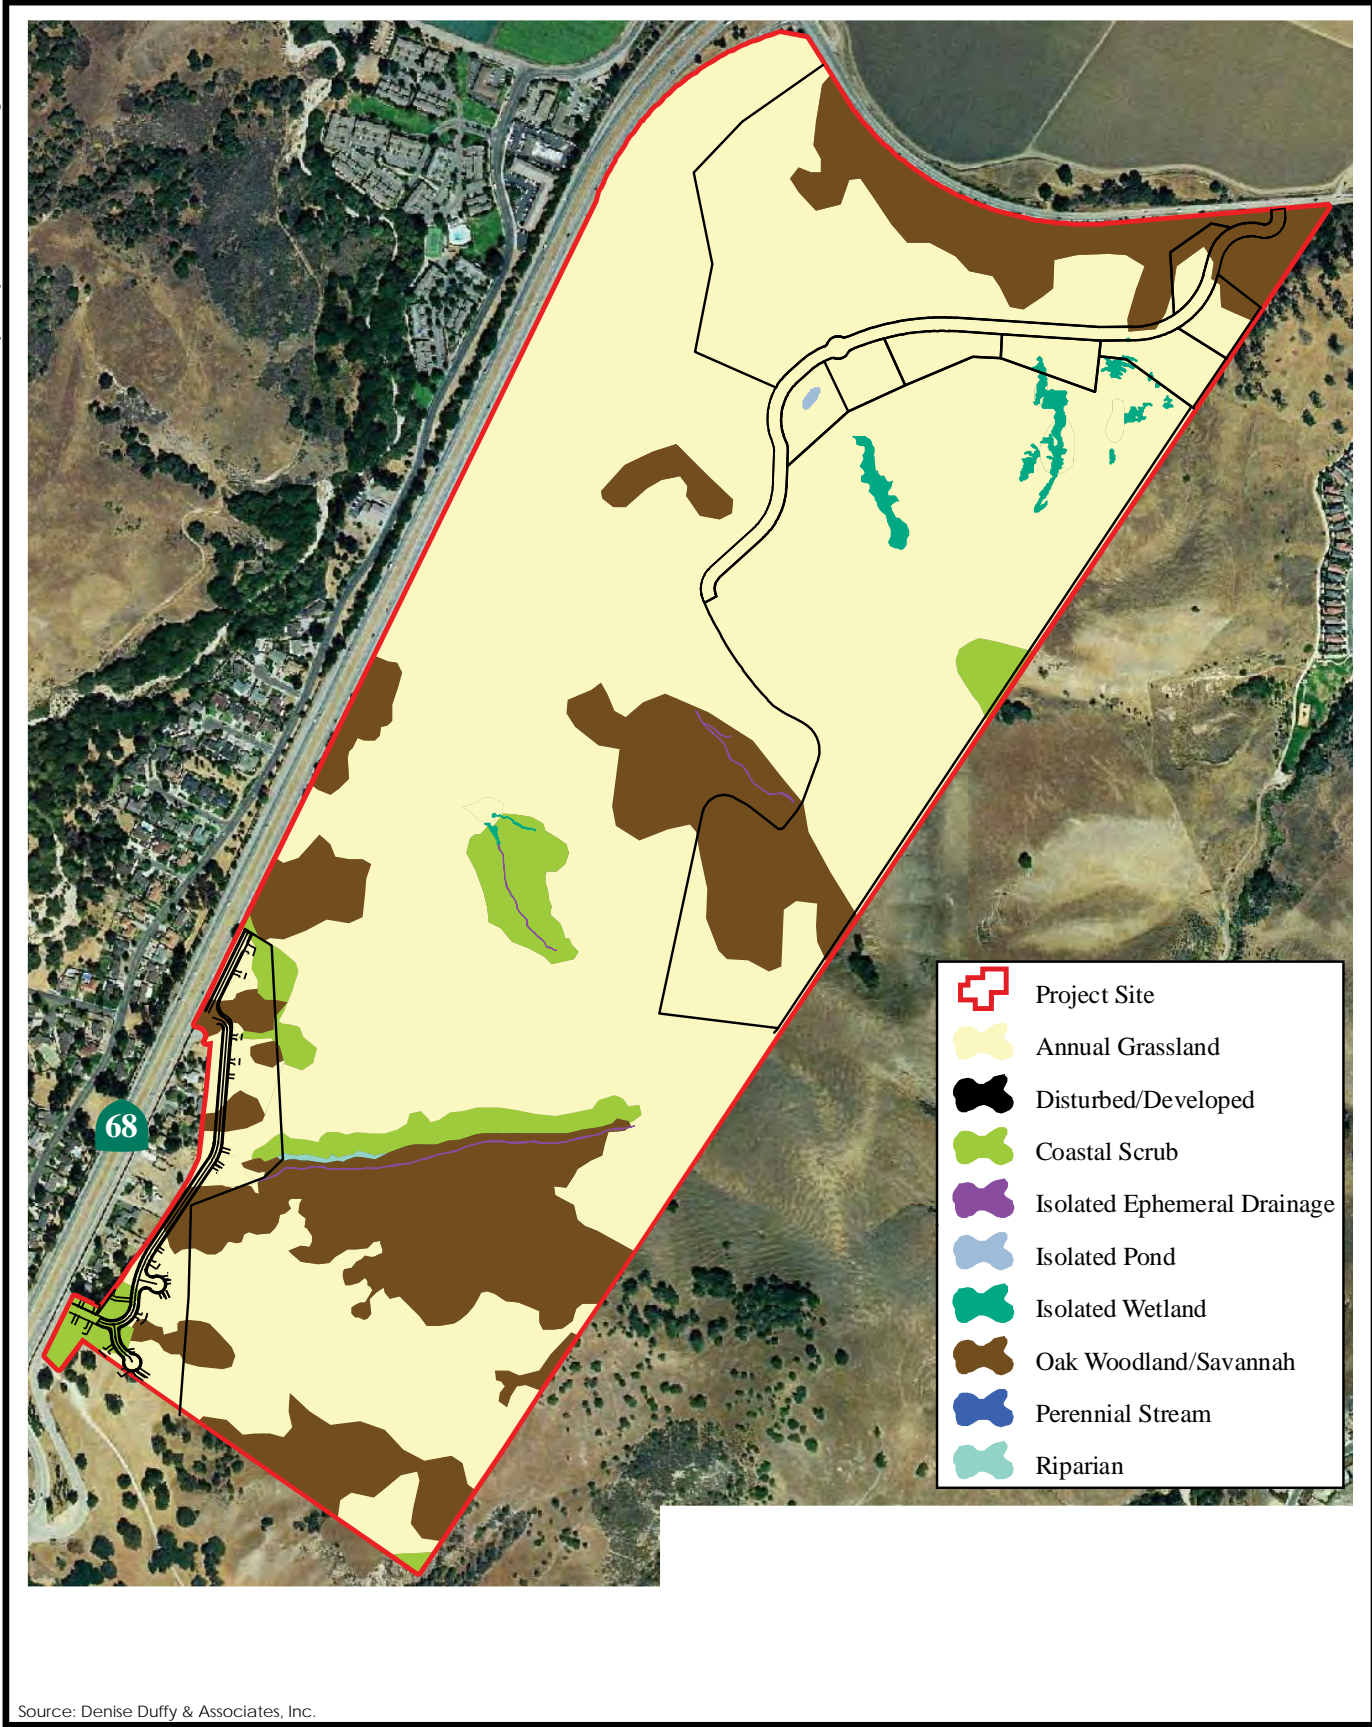 68
Project Site
Annual Grassland
Disturbed/Developed
Coastal Scrub
Isolated Ephemeral Drainage
Isolated Pond
Isolated Wetland
Oak Woodland/Savannah
Perennial Stream
Riparian
Source: Denise Duffy & Associates, Inc.